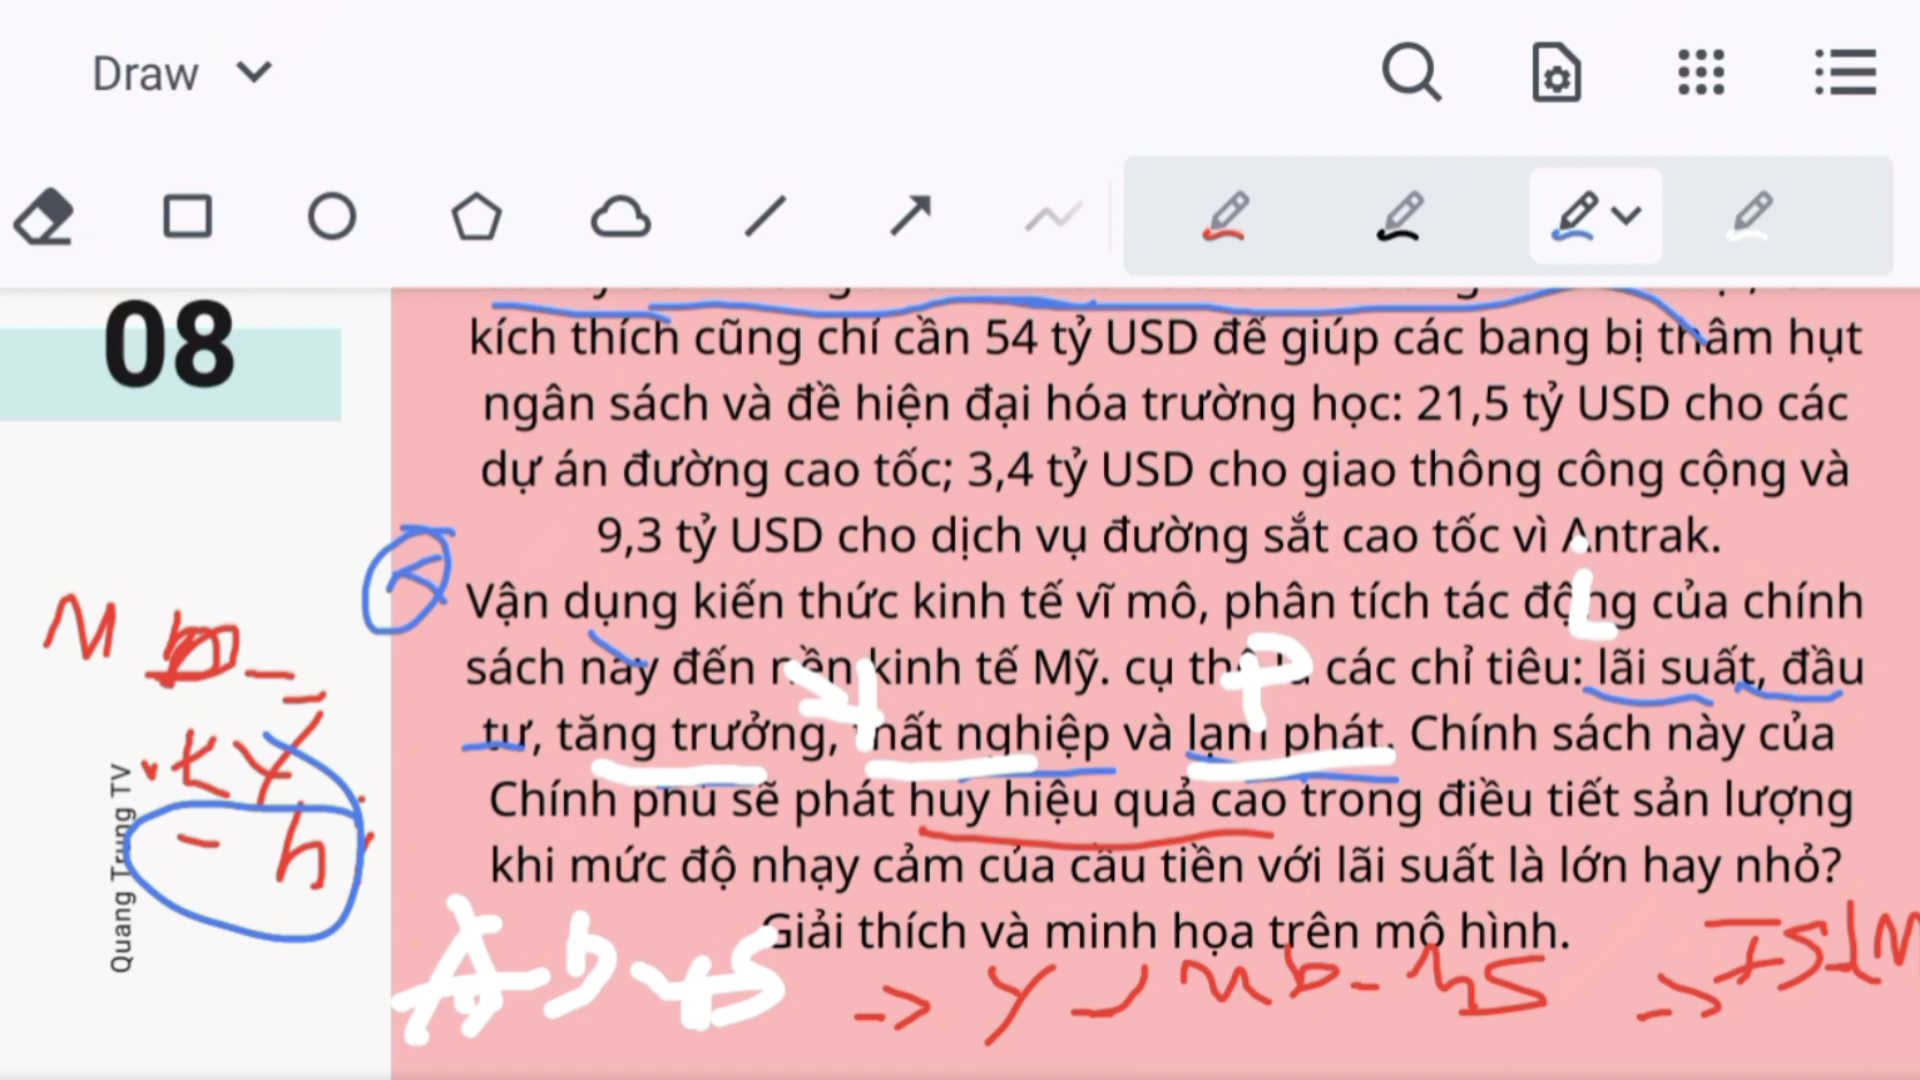 Draw
08
kích thích cũng chỉ cần 54 tỷ USD để giúp các bang bị thâm hụt
ngân sách và đề hiện đại hóa trường học: 21,5 tỷ USD cho các
dự án đường cao tốc; 3,4 tỷ USD cho giao thông công cộng và
9,3 tỷ USD cho dịch vụ đường sắt cao tốc vì Antrak.
Vận dụng kiến thức kinh tế vĩ mô, phân tích tác động của chính
sách này đến nền kinh tế Mỹ. cụ thể là các chỉ tiêu: lãi suất, đầu
tư, tăng trưởng, thất nghiệp và lạm phát. Chính sách này của
Chính phủ sẽ phát huy hiệu quả cao trong điều tiết sản lượng
khi mức độ nhạy cảm của cầu tiền với lãi suất là lớn hay nhỏ?
Giải thích và minh họa trên mô hình.
Quang Trung TV
L
P
h